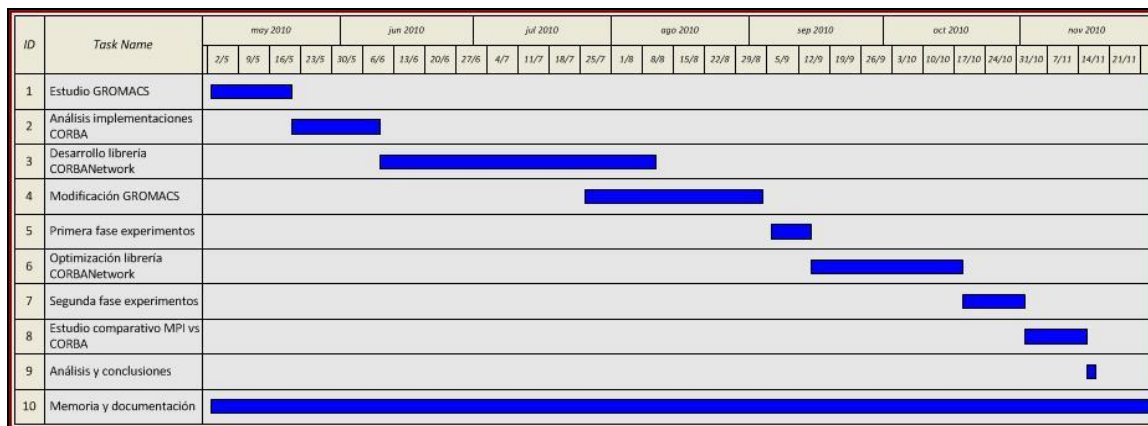 ID Task Name may 2010 jun 2010 jul 2010 ago 2010 sep 2010 oct 2010 nov 2010
2/5 9/5 16/5 23/5 30/5 6/6 13/6 20/6 27/6 4/7 11/7 18/7 25/7 1/8 8/8 15/8 22/8 29/8 5/9 12/9 19/9 26/9 3/10 10/10 17/10 24/10 31/10 7/11 14/11 21/11
1 Estudio GROMACS
2 Análisis implementaciones
CORBA
3 Desarrollo librería
CORBANetwork
4 Modificación GROMACS
5 Primera fase experimentos
6 Optimización librería
CORBANetwork
7 Segunda fase experimentos
8 Estudio comparativo MPI vs
CORBA
9 Análisis y conclusiones
10 Memoria y documentación